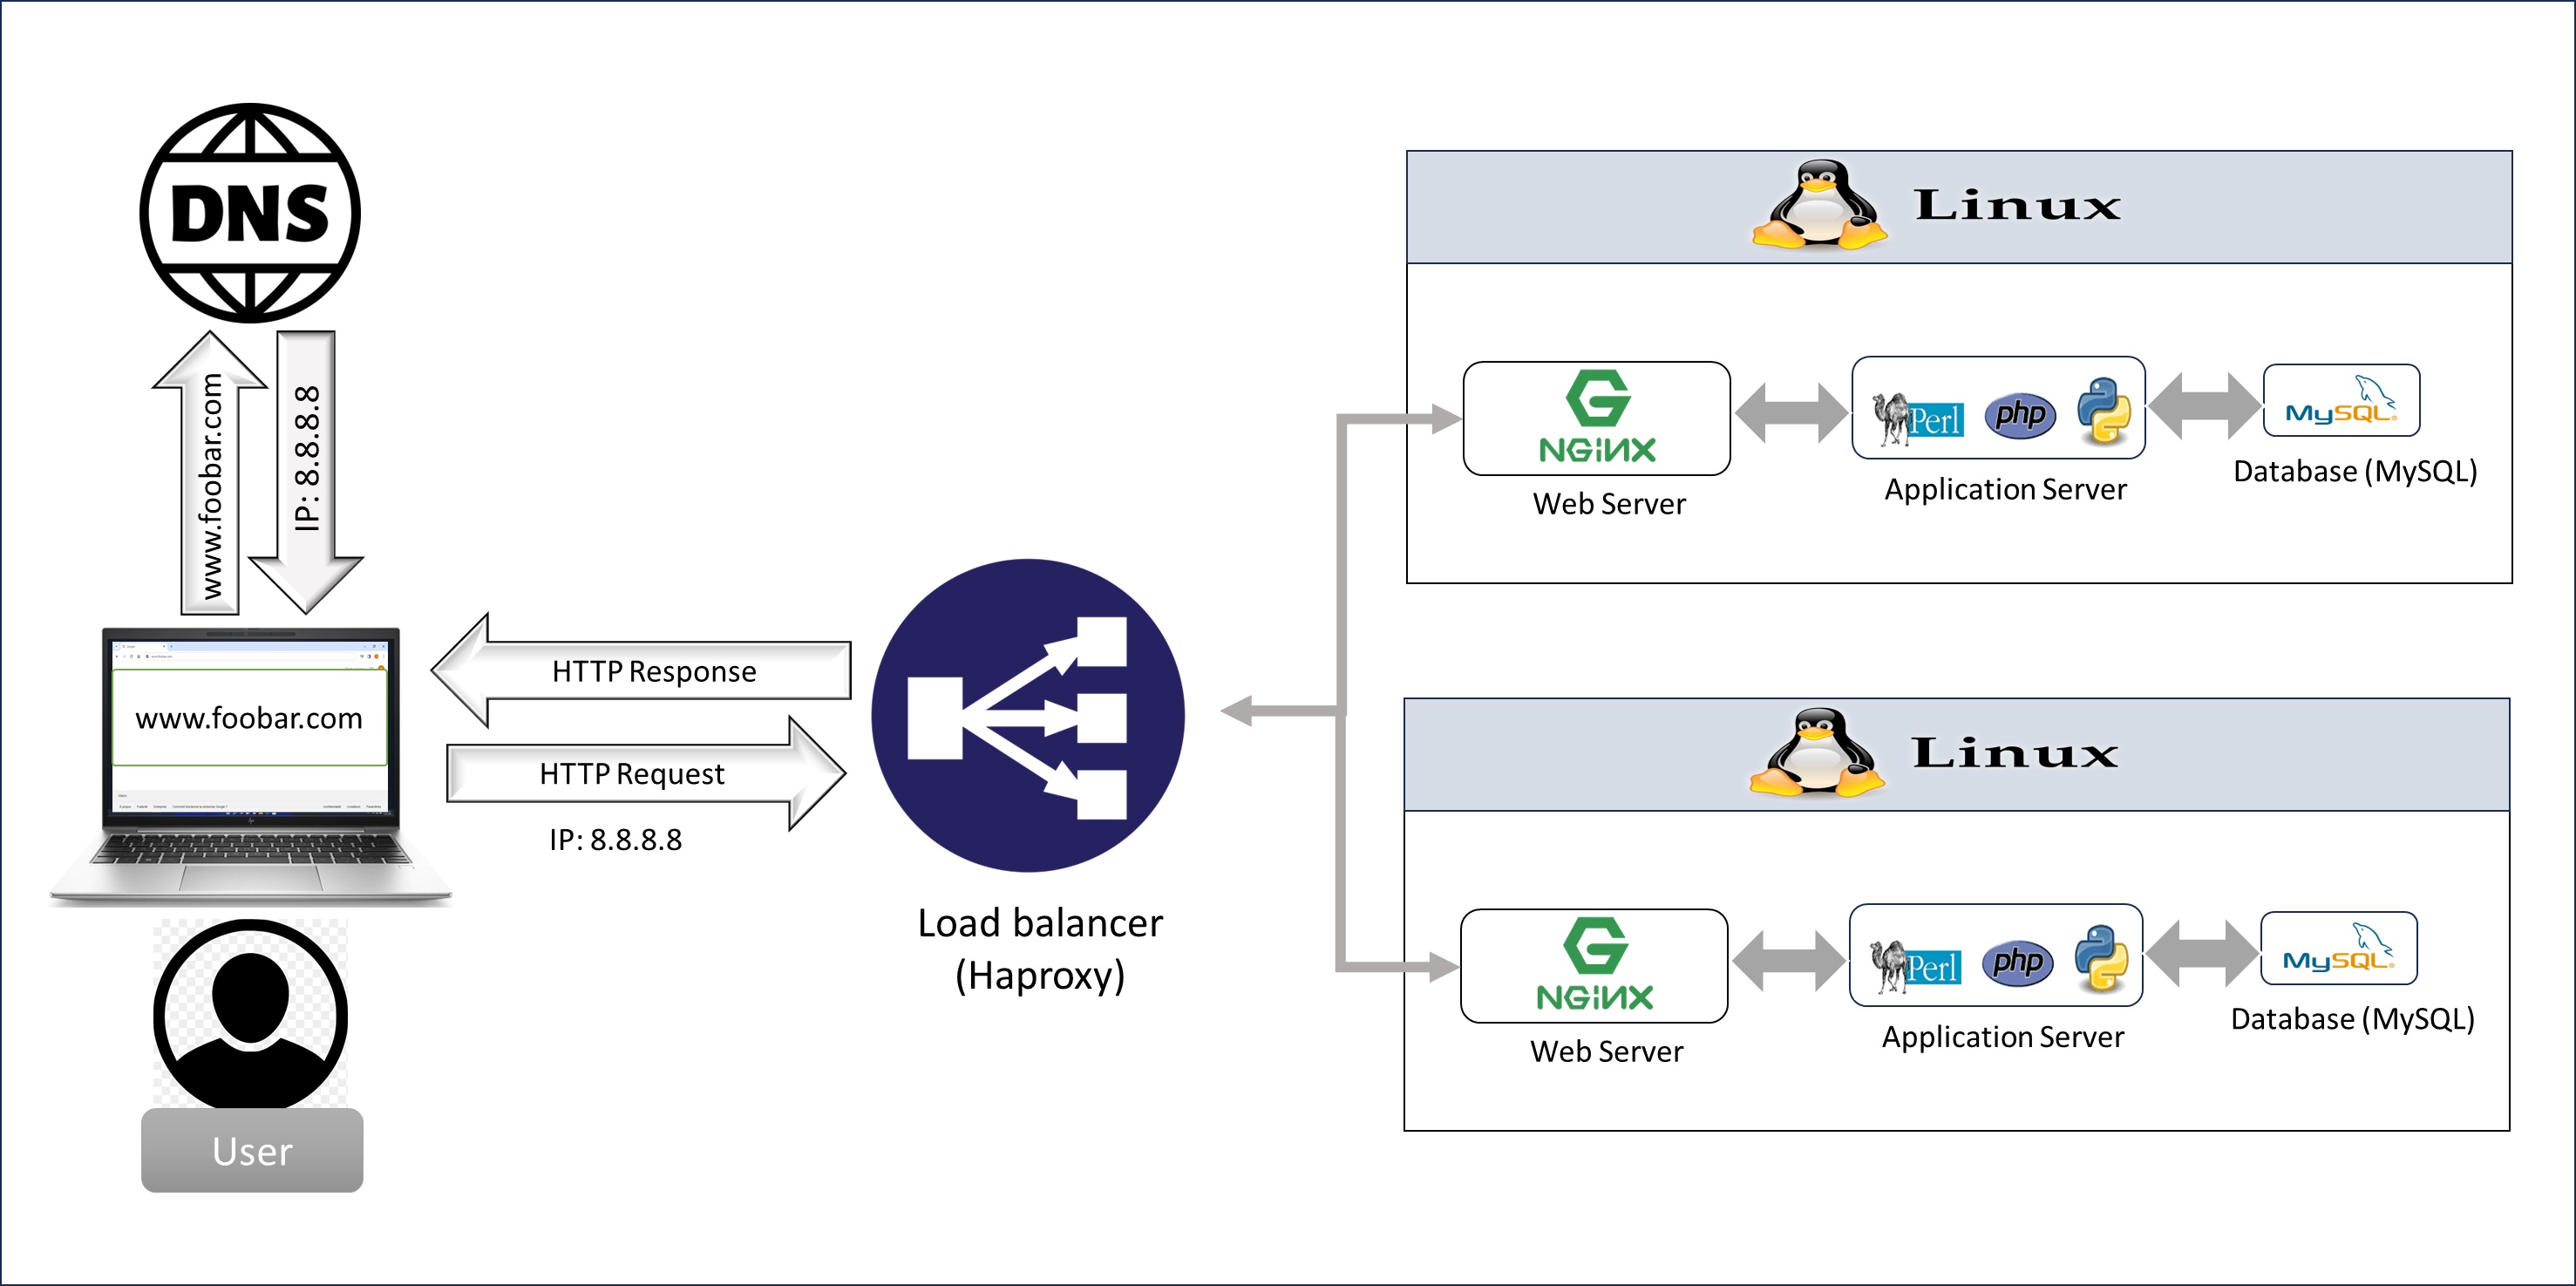 DNS
www.foobar.com
IP: 8.8.8.8
www.foobar.com
User
HTTP Response
HTTP Request
IP: 8.8.8.8
Load balancer
(Haproxy)
Linux
NGiNX
Web Server
Perl
php
Application Server
MySQL
Database (MySQL)
Linux
NGiNX
Web Server
Perl
php
Application Server
MySQL
Database (MySQL)